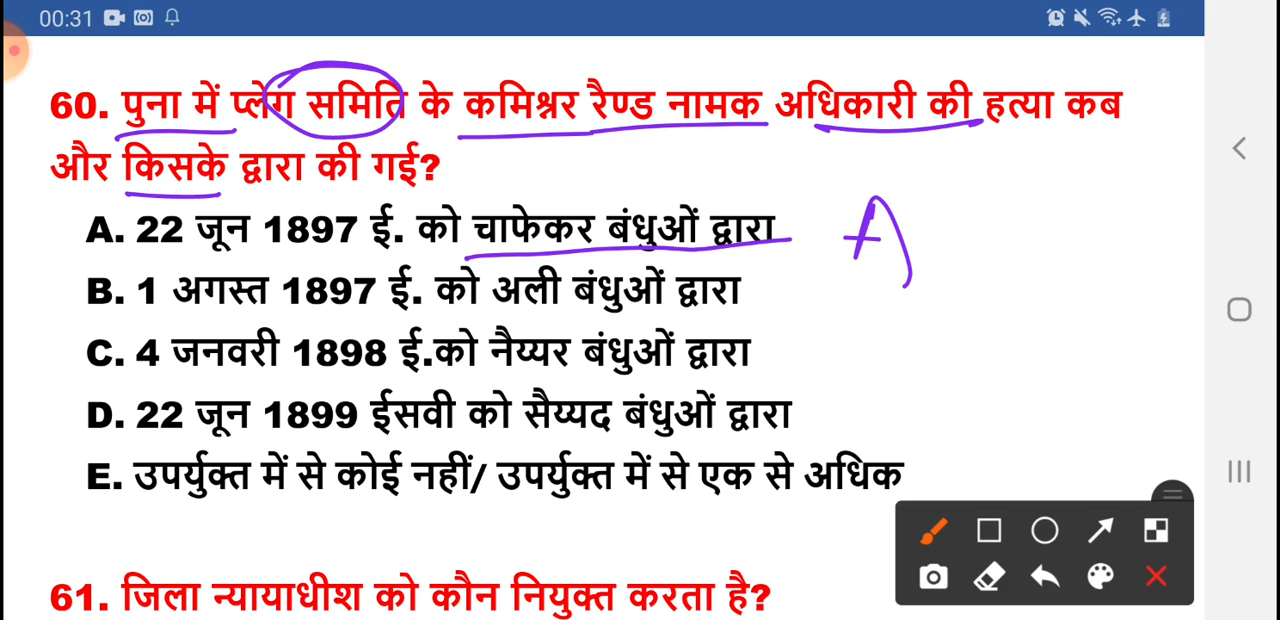 00:31
60. पुना में प्लेग समिति के कमिश्नर रैण्ड नामक अधिकारी की हत्या कब
और किसके द्वारा की गई?
A. 22 जून 1897 ई. को चाफेकर बंधुओं द्वारा
A
B. 1 अगस्त 1897 ई. को अली बंधुओं द्वारा
C. 4 जनवरी 1898 ई.को नैय्यर बंधुओं द्वारा
D. 22 जून 1899 ईसवी को सैय्यद बंधुओं द्वारा
E. उपर्युक्त में से कोई नहीं/ उपर्युक्त में से एक से अधिक
61. जिला न्यायाधीश को कौन नियुक्त करता है?